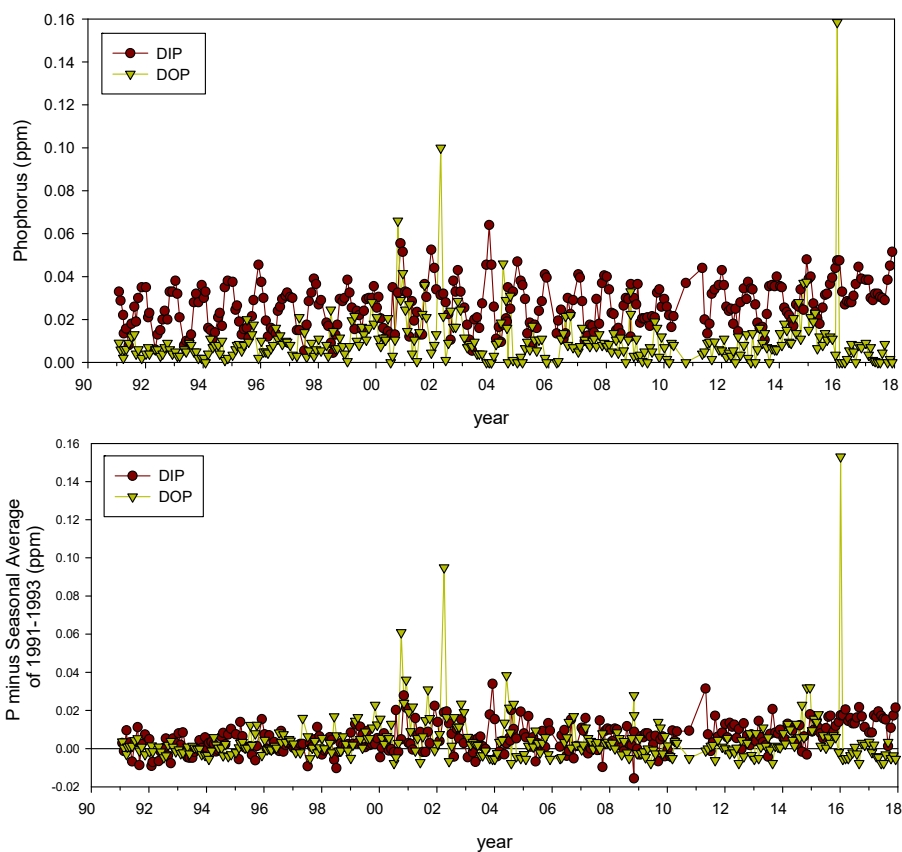 0.16
0.14
0.12
0.10
0.08
0.06
0.04
0.02
0.00
Phophorus (ppm)
DIP
DOP
90 92 94 96 98 00 02 04 06 08 10 12 14 16 18
year
0.16
0.14
0.12
0.10
0.08
0.06
0.04
0.02
0.00
-0.02
P minus Seasonal Average
of 1991-1993 (ppm)
DIP
DOP
90 92 94 96 98 00 02 04 06 08 10 12 14 16 18
year